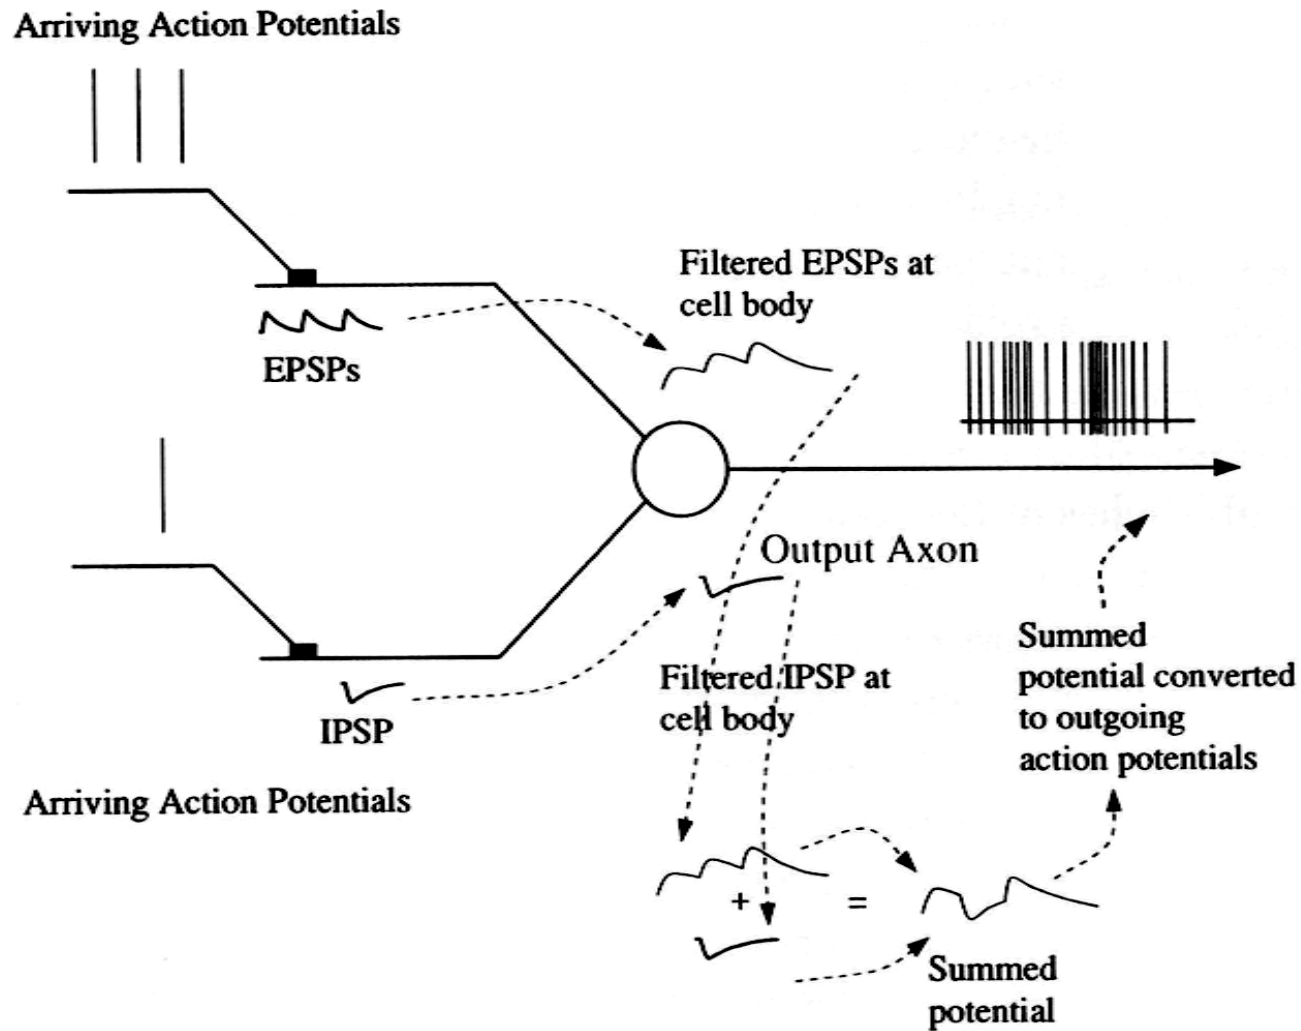 Arriving Action Potentials
Filtered EPSPs at
cell body
EPSPs
Output Axon
Filtered IPSP at
cell body
IPSP
Summed
potential converted
to outgoing
action potentials
Arriving Action Potentials
+
=
Summed
potential